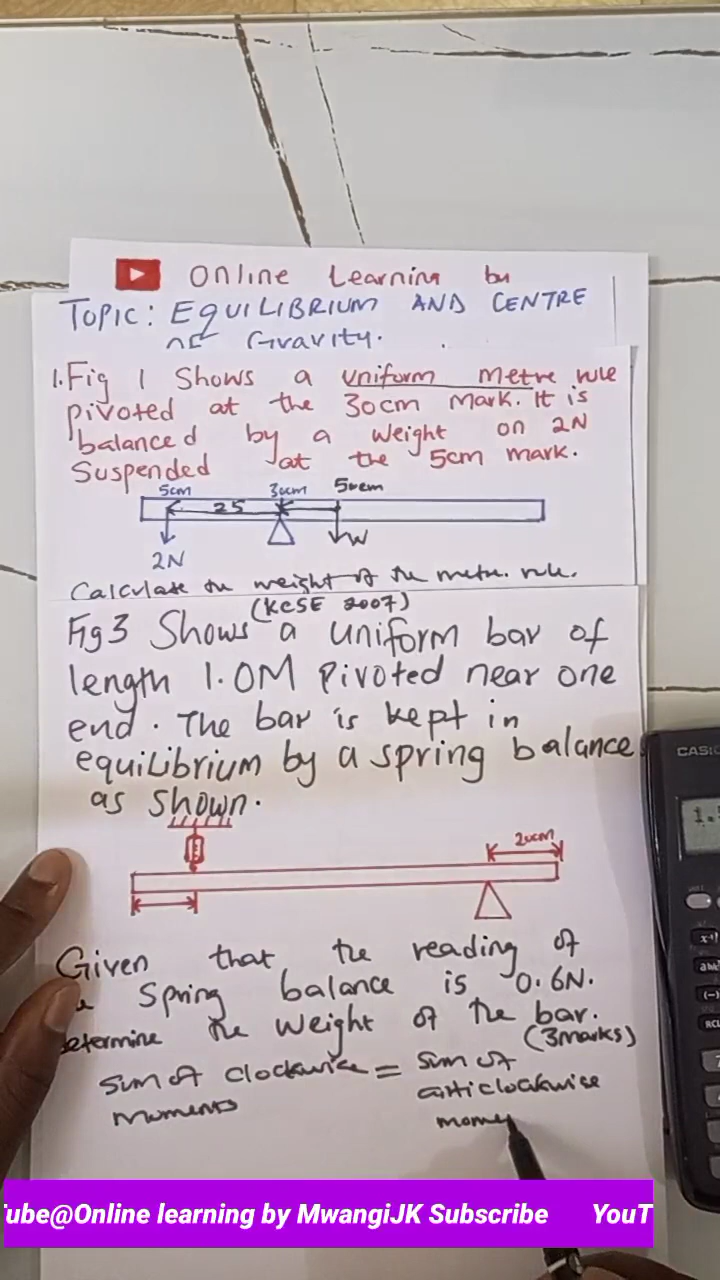 Online Learning by
TOPIC: EQUILIBRIUM AND CENTRE
OF Gravity.
1. Fig 1 Shows a uniform metre rule
pivoted at the 30cm mark. It is
balanced by a weight on 2N
Suspended at the 5cm mark.
5cm 30cm 50cm
25
2N W
Calculate the weight of the metre rule.
(KCSE 2007)
Fig 3 Shows a uniform bar of
length 1.0M pivoted near one
end. The bar is kept in
equilibrium by a spring balance
as shown.
20cm
Given that the reading of
Spring balance is 0.6N.
etermine the weight of the bar.
(3marks)
sum of clockwise = sum of
moments anticlockwise
mome
CASIO
ube@Online learning by MwangiJK Subscribe YouT